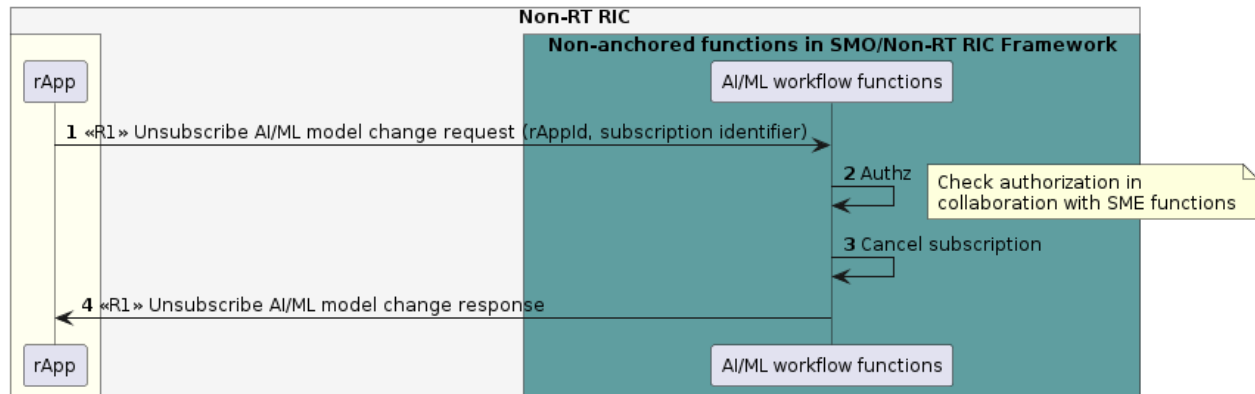 Non-RT RIC
Non-anchored functions in SMO/Non-RT RIC Framework
rApp
AI/ML workflow functions
1 «R1» Unsubscribe AI/ML model change request (rAppId, subscription identifier)
2 Authz
Check authorization in
collaboration with SME functions
3 Cancel subscription
4 «R1» Unsubscribe AI/ML model change response
rApp
AI/ML workflow functions